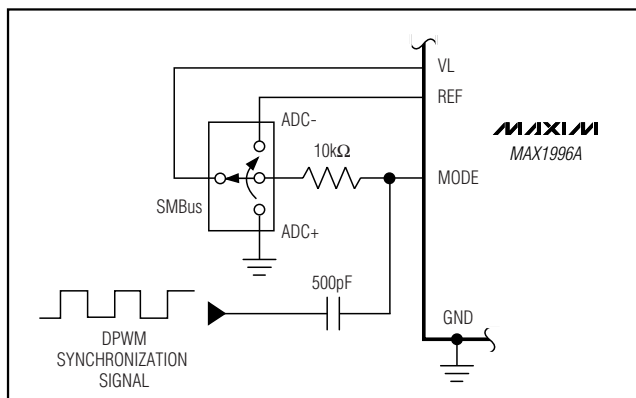 VL
REF
ADC-
MAXIM
10kΩ
MAX1996A
MODE
SMBus
ADC+
500pF
GND
DPWM
SYNCHRONIZATION
SIGNAL